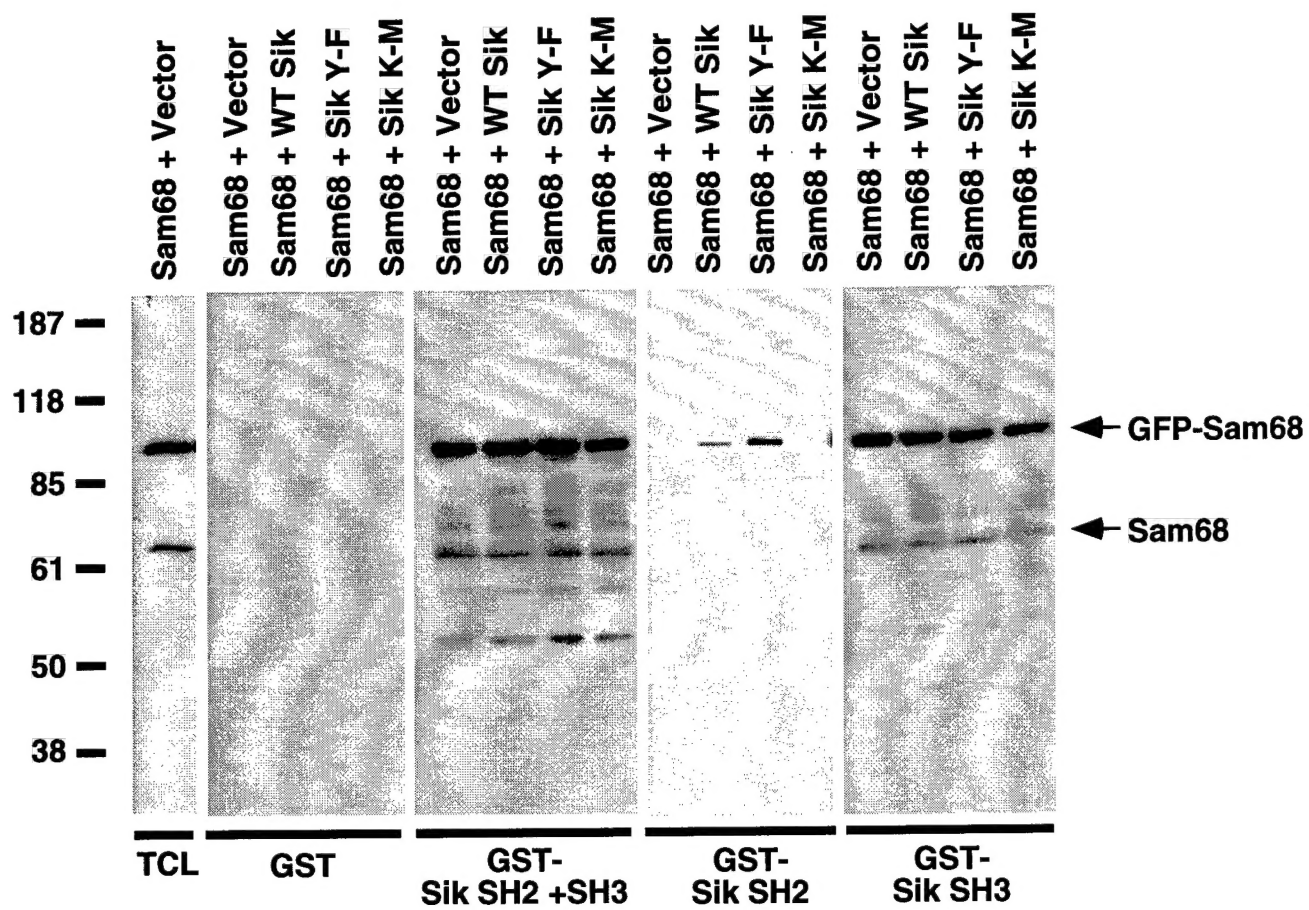 Sam68 + Vector
Sam68 + Vector
Sam68 + WT Sik
Sam68 + Sik Y-F
Sam68 + Sik K-M
Sam68 + Vector
Sam68 + WT Sik
Sam68 + Sik Y-F
Sam68 + Sik K-M
Sam68 + Vector
Sam68 + WT Sik
Sam68 + Sik Y-F
Sam68 + Sik K-M
Sam68 + Vector
Sam68 + WT Sik
Sam68 + Sik Y-F
Sam68 + Sik K-M
187
118
85
61
50
38
GFP-Sam68
Sam68
TCL
GST
GST-
Sik SH2 +SH3
GST-
Sik SH2
GST-
Sik SH3